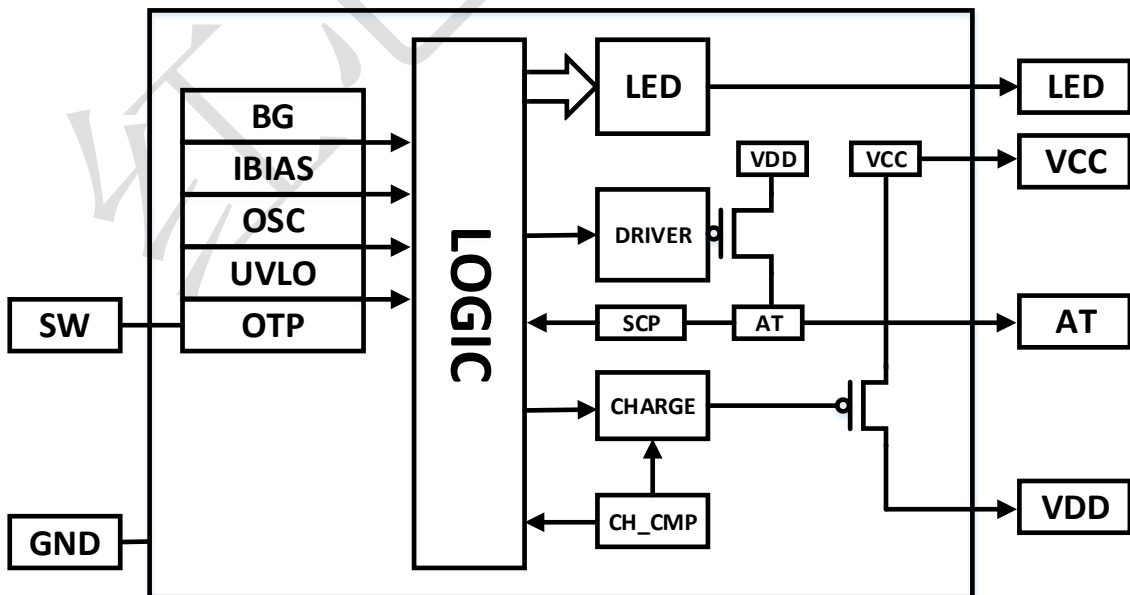 LED
LED
BG
VDD
VCC
VCC
IBIAS
OSC
DRIVER
LOGIC
UVLO
SW
OTP
SCP
AT
AT
CHARGE
CH_CMP
VDD
GND